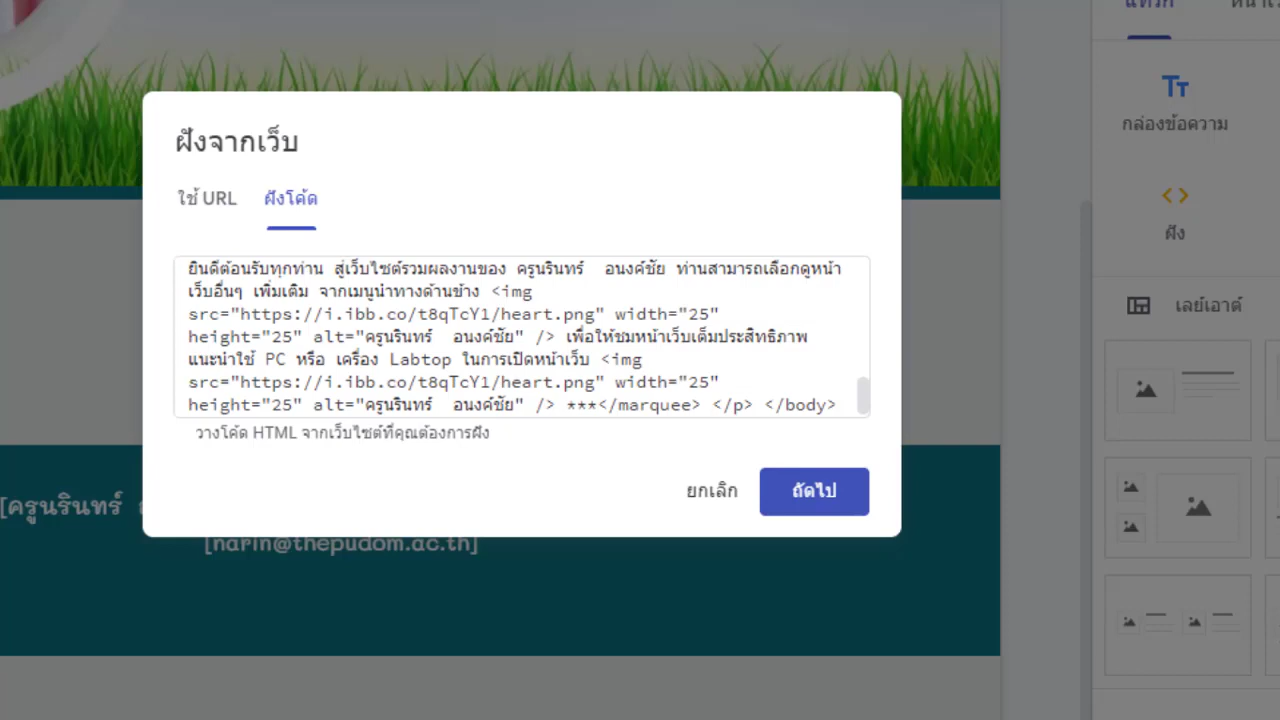 แทรก
กล่องข้อความ
ฝังจากเว็บ
ใช้ URL ฝังโค้ด
ฝัง
ยินดีต้อนรับทุกท่าน สู่เว็บไซต์รวมผลงานของ ครูนรินทร์  อนงค์ชัย ท่านสามารถเลือกดูหน้า
เว็บอื่นๆ เพิ่มเติม จากเมนูนำทางด้านข้าง <img
src="https://i.ibb.co/t8qTcY1/heart.png" width="25"
height="25" alt="ครูนรินทร์  อนงค์ชัย" /> เพื่อให้ชมหน้าเว็บเต็มประสิทธิภาพ
แนะนำใช้ PC หรือ เครื่อง Labtop ในการเปิดหน้าเว็บ <img
src="https://i.ibb.co/t8qTcY1/heart.png" width="25"
height="25" alt="ครูนรินทร์  อนงค์ชัย" /> ***</marquee> </p> </body>
วางโค้ด HTML จากเว็บไซต์ที่คุณต้องการฝัง
เลย์เอาต์
ยกเลิก ถัดไป
[ครูนรินทร์
[narin@thepudom.ac.th]